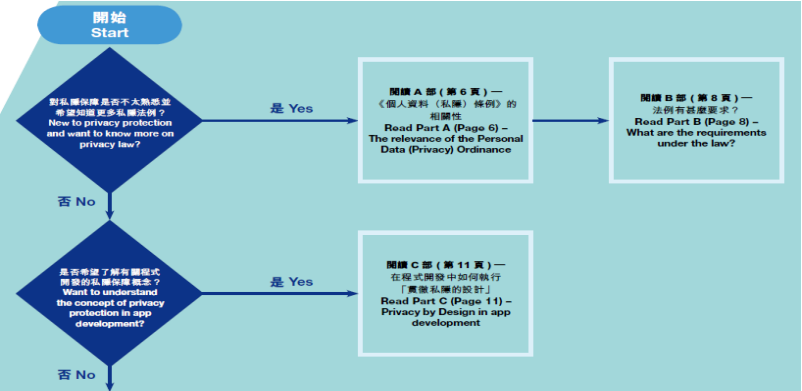 開始
Start
對私隱保障是否不太熟悉並
希望知道更多私隱法例？
New to privacy protection
and want to know more on
privacy law?
是 Yes
閱讀 A 部 ( 第 6 頁 ) —
《個人資料（私隱）條例》的
相關性
Read Part A (Page 6) –
The relevance of the Personal
Data (Privacy) Ordinance
閱讀 B 部 ( 第 8 頁 ) —
法例有甚麼要求？
Read Part B (Page 8) –
What are the requirements
under the law?
否 No
是否希望了解有關程式
開發的私隱保障概念？
Want to understand
the concept of privacy
protection in app
development?
是 Yes
閱讀 C 部 ( 第 11 頁 ) —
在程式開發中如何執行
「貫徹私隱的設計」
Read Part C (Page 11) –
Privacy by Design in app
development
否 No